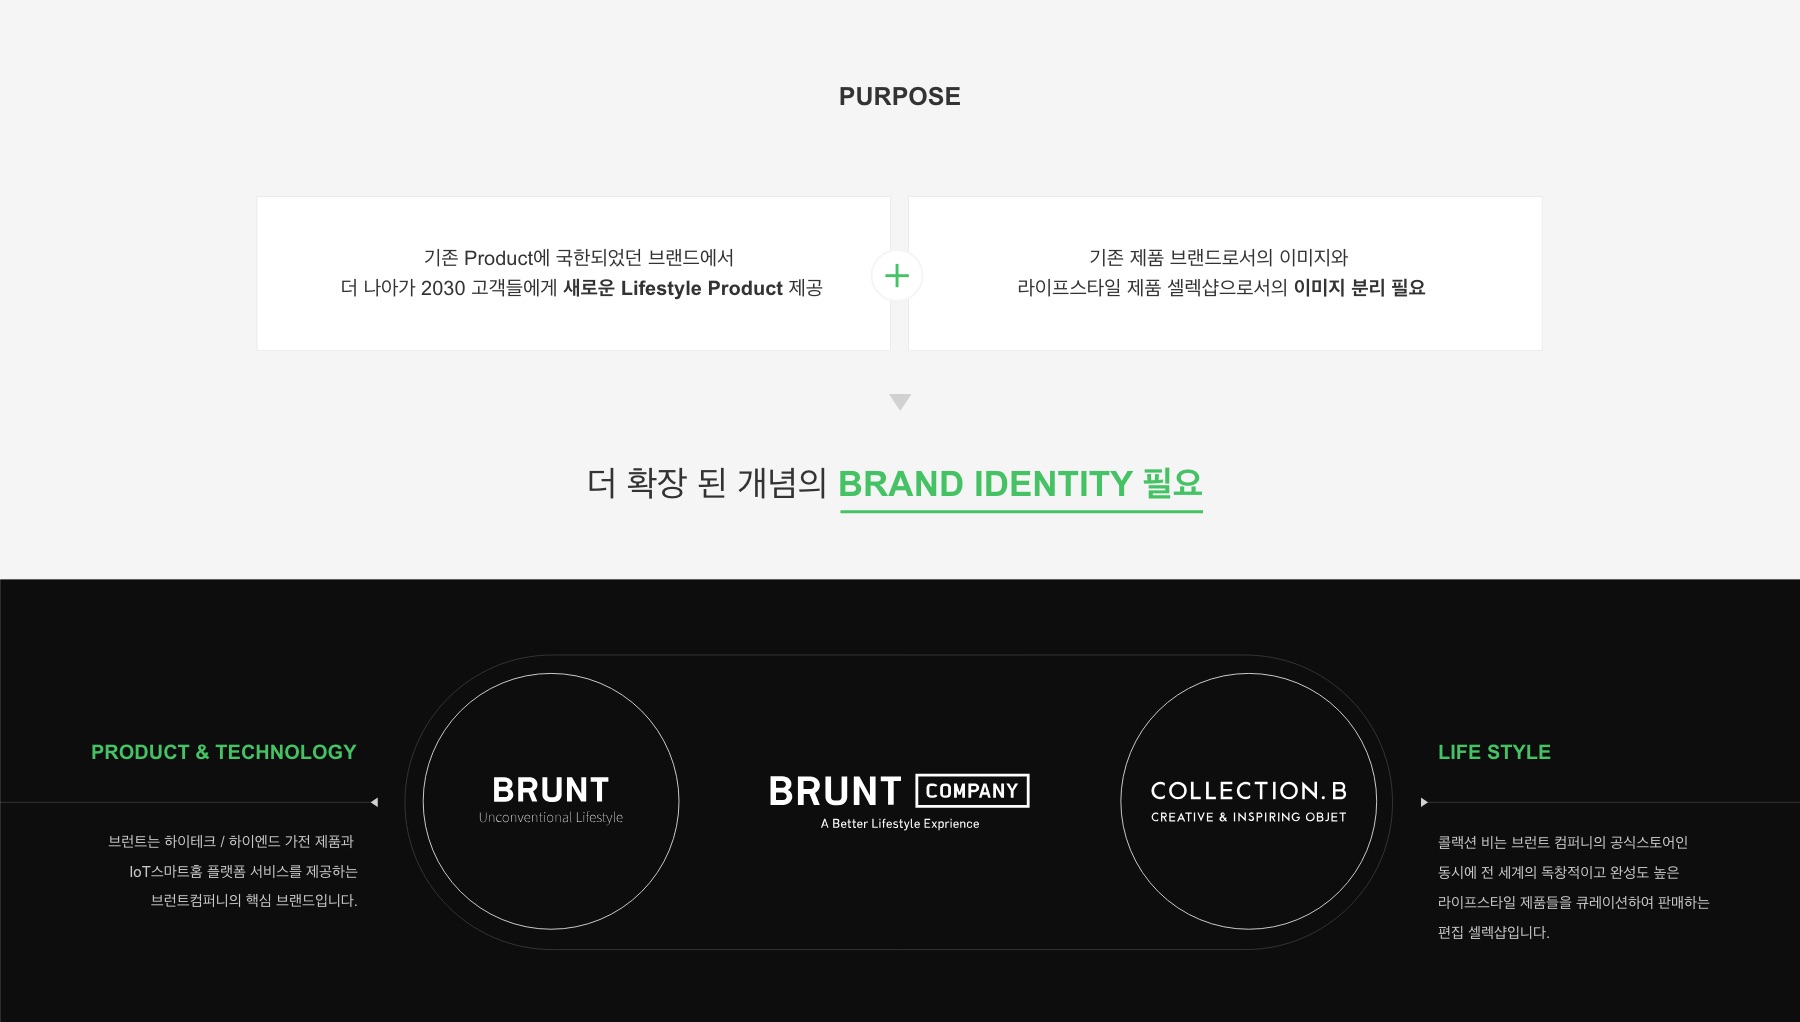 PURPOSE
기존 Product에 국한되었던 브랜드에서
더 나아가 2030 고객들에게 새로운 Lifestyle Product 제공
기존 제품 브랜드로서의 이미지와
라이프스타일 제품 셀렉샵으로서의 이미지 분리 필요
더 확장 된 개념의 BRAND IDENTITY 필요
PRODUCT & TECHNOLOGY
브런트는 하이테크 / 하이엔드 가전 제품과
IoT스마트홈 플랫폼 서비스를 제공하는
브런트컴퍼니의 핵심 브랜드입니다.
BRUNT
Unconventional Lifestyle
BRUNT COMPANY
A Better Lifestyle Exprience
COLLECTION.B
CREATIVE & INSPIRING OBJET
LIFE STYLE
콜랙션 비는 브런트 컴퍼니의 공식스토어인
동시에 전 세계의 독창적이고 완성도 높은
라이프스타일 제품들을 큐레이션하여 판매하는
편집 셀렉샵입니다.